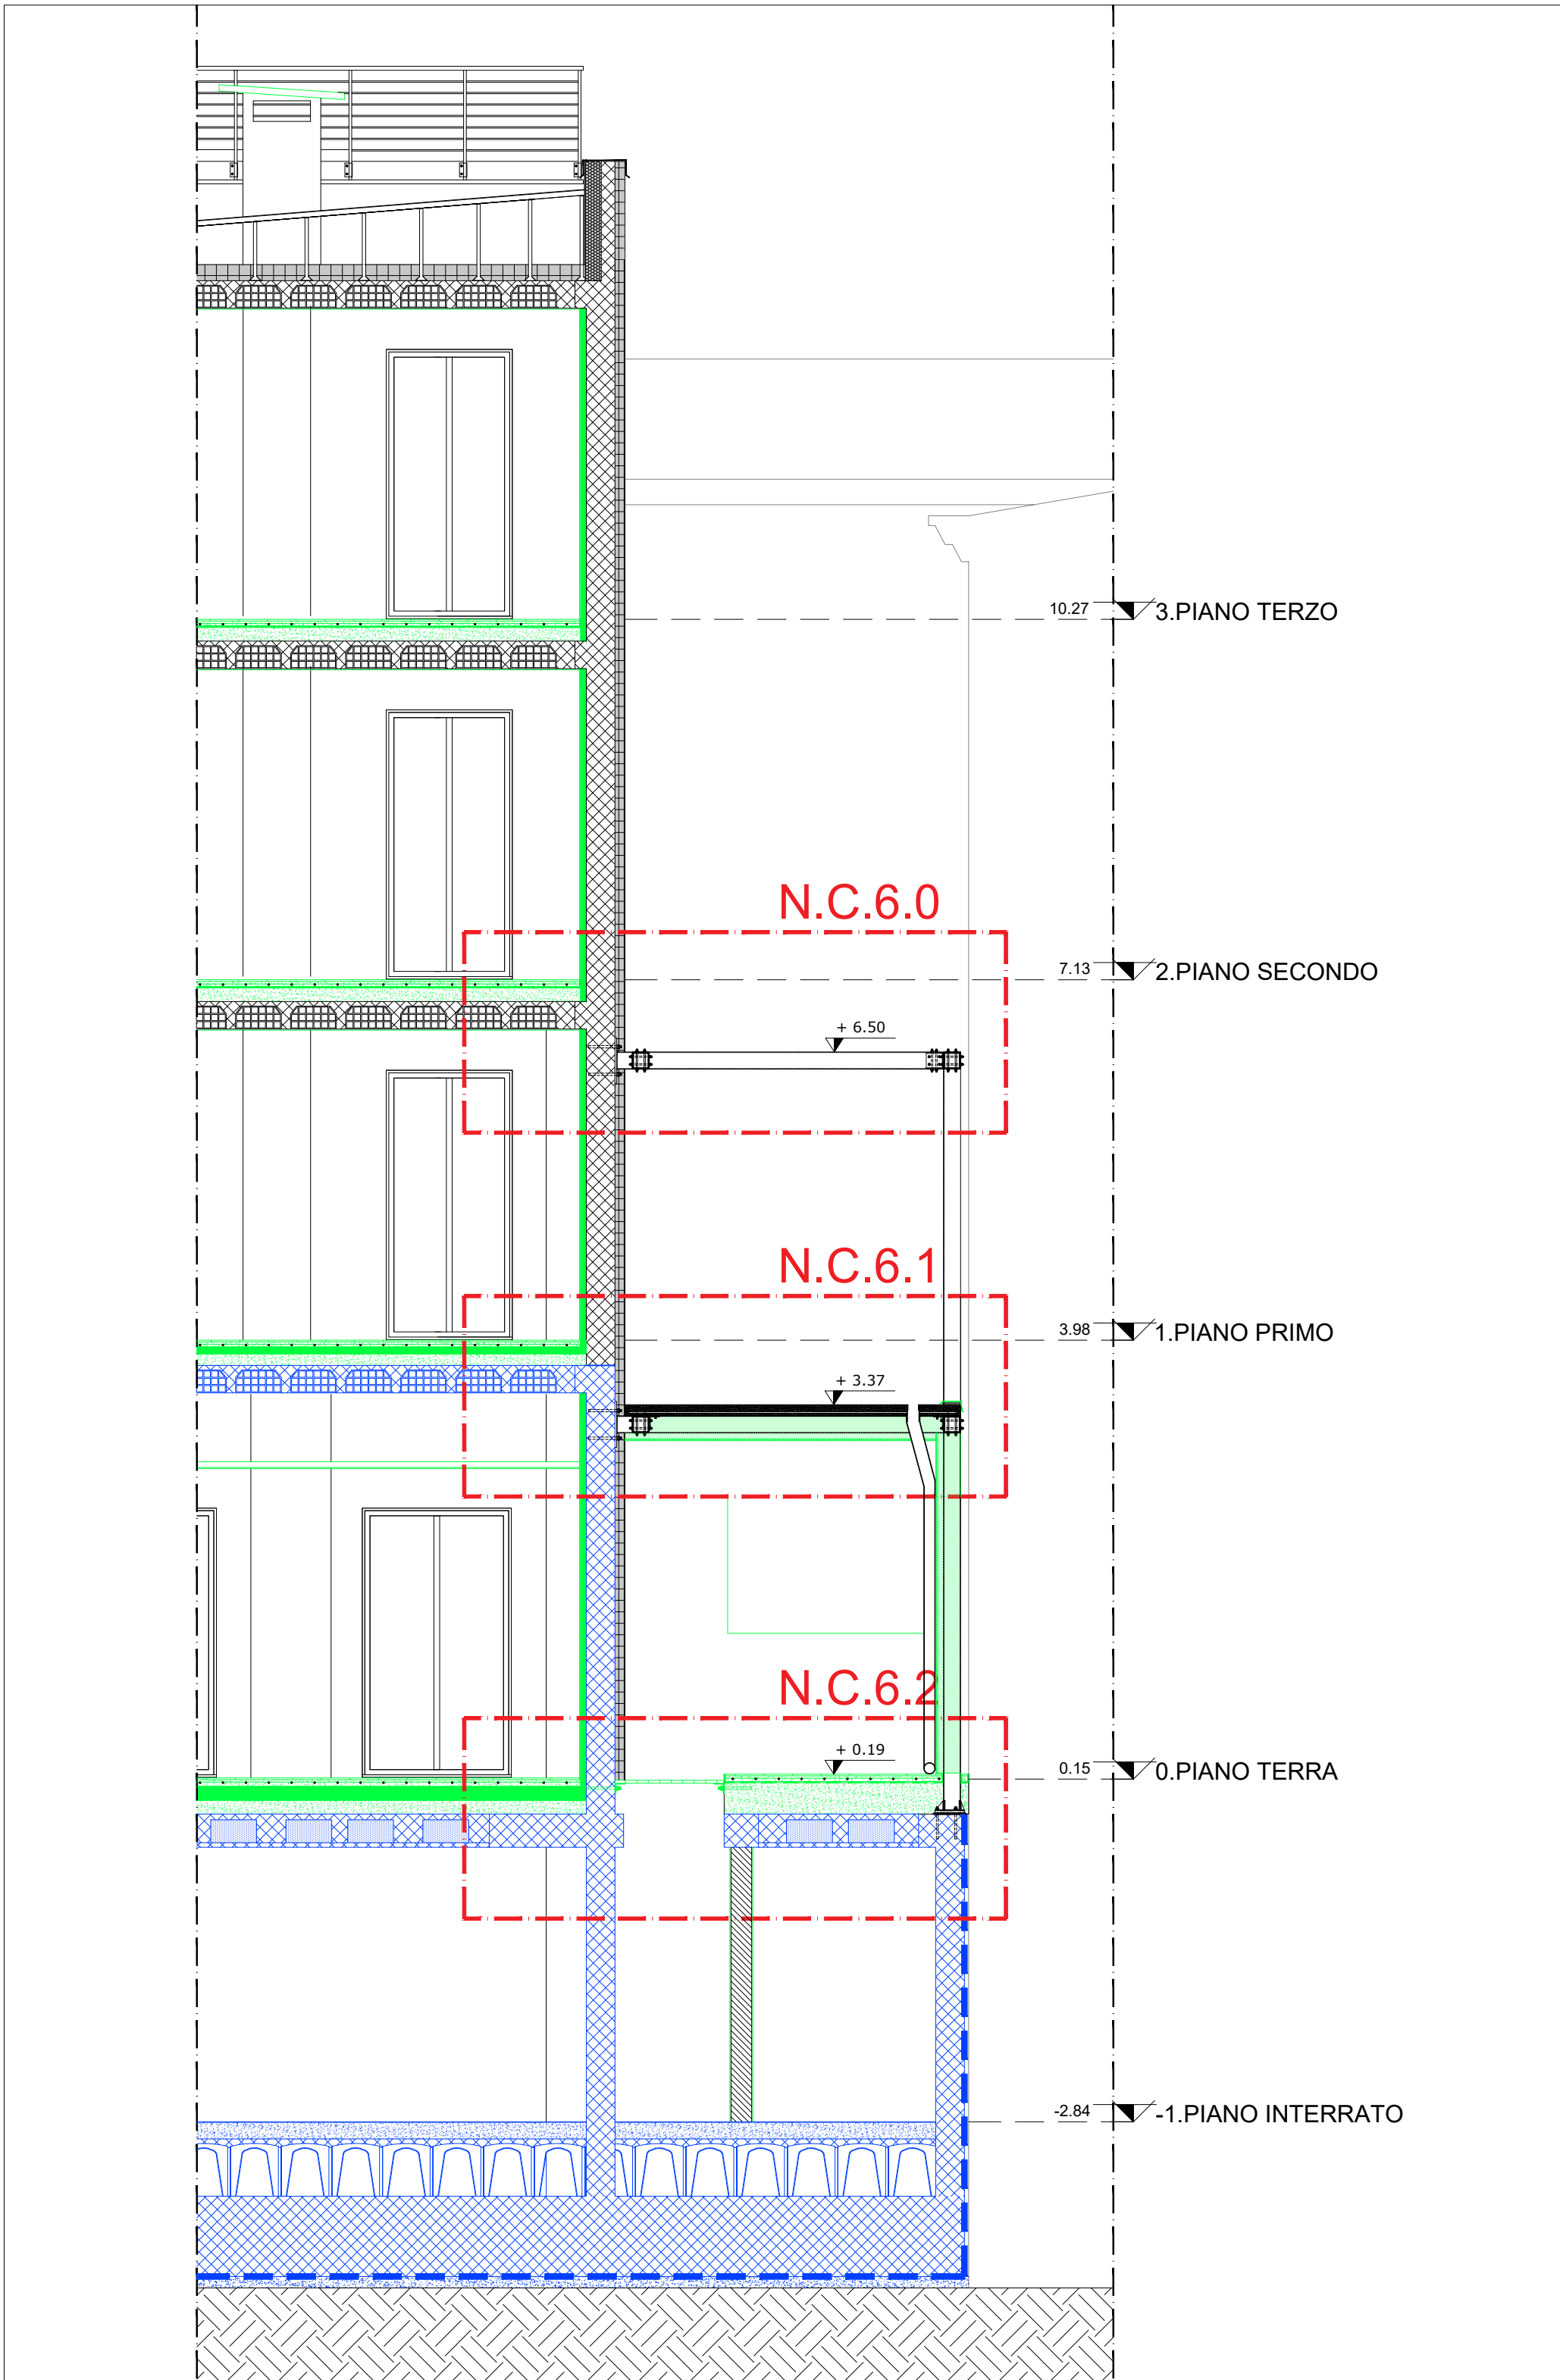 10.27 3.PIANO TERZO
N.C.6.0
7.13 2.PIANO SECONDO
+ 6.50
N.C.6.1
3.98 1.PIANO PRIMO
+ 3.37
N.C.6.2
+ 0.19
0.15 0.PIANO TERRA
-2.84 -1.PIANO INTERRATO